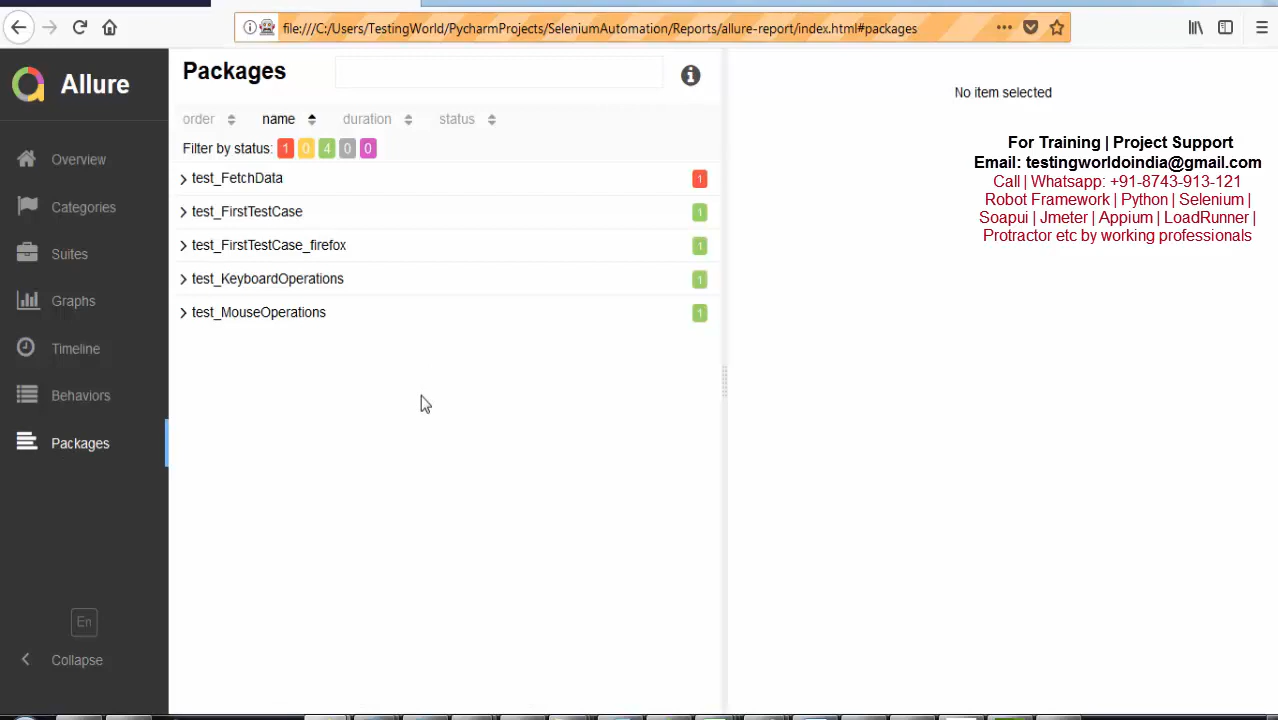 file:///C:/Users/TestingWorld/PycharmProjects/SeleniumAutomation/Reports/allure-report/index.html#packages
Allure
Overview
Categories
Suites
Graphs
Timeline
Behaviors
Packages
En
Collapse
Packages
order name duration status
Filter by status: 1 0 4 0 0
test_FetchData 1
test_FirstTestCase 1
test_FirstTestCase_firefox 1
test_KeyboardOperations 1
test_MouseOperations 1
No item selected
For Training | Project Support
Email: testingworldoindia@gmail.com
Call | Whatsapp: +91-8743-913-121
Robot Framework | Python | Selenium |
Soapui | Jmeter | Appium | LoadRunner |
Protractor etc by working professionals